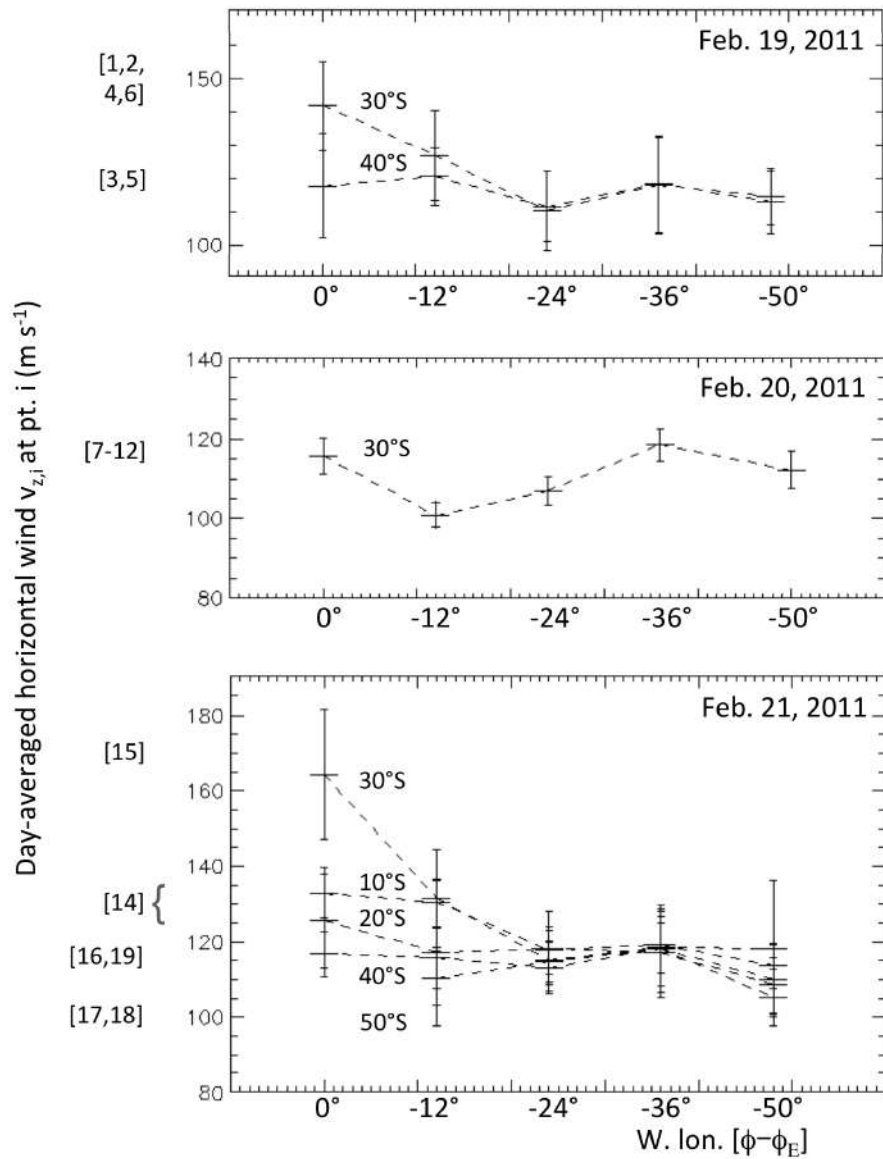 Day-averaged horizontal wind v_z,i at pt. i (m s⁻¹)
Feb. 19, 2011
[1,2,
4,6]
[3,5]
150
100
30°S
40°S
0° -12° -24° -36° -50°
Feb. 20, 2011
[7-12]
140
120
100
80
30°S
0° -12° -24° -36° -50°
Feb. 21, 2011
[15]
[14] {
[16,19]
[17,18]
180
160
140
120
100
80
30°S
10°S
20°S
40°S
50°S
0° -12° -24° -36° -50°
W. lon. [ϕ−ϕ_E]